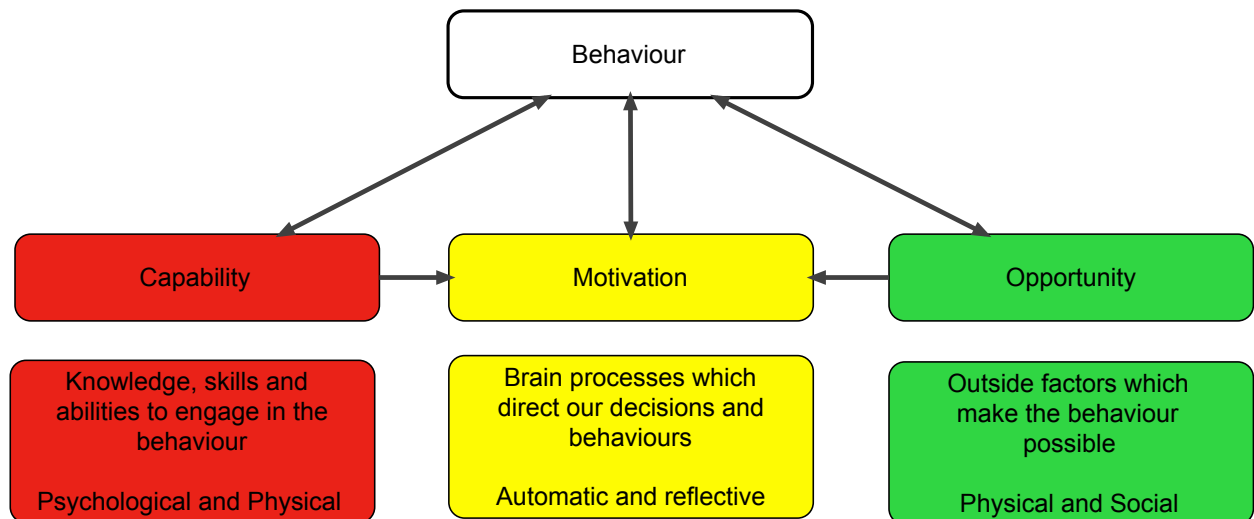 Behaviour
Capability
Motivation
Opportunity
Knowledge, skills and
abilities to engage in the
behaviour
Psychological and Physical
Brain processes which
direct our decisions and
behaviours
Automatic and reflective
Outside factors which
make the behaviour
possible
Physical and Social